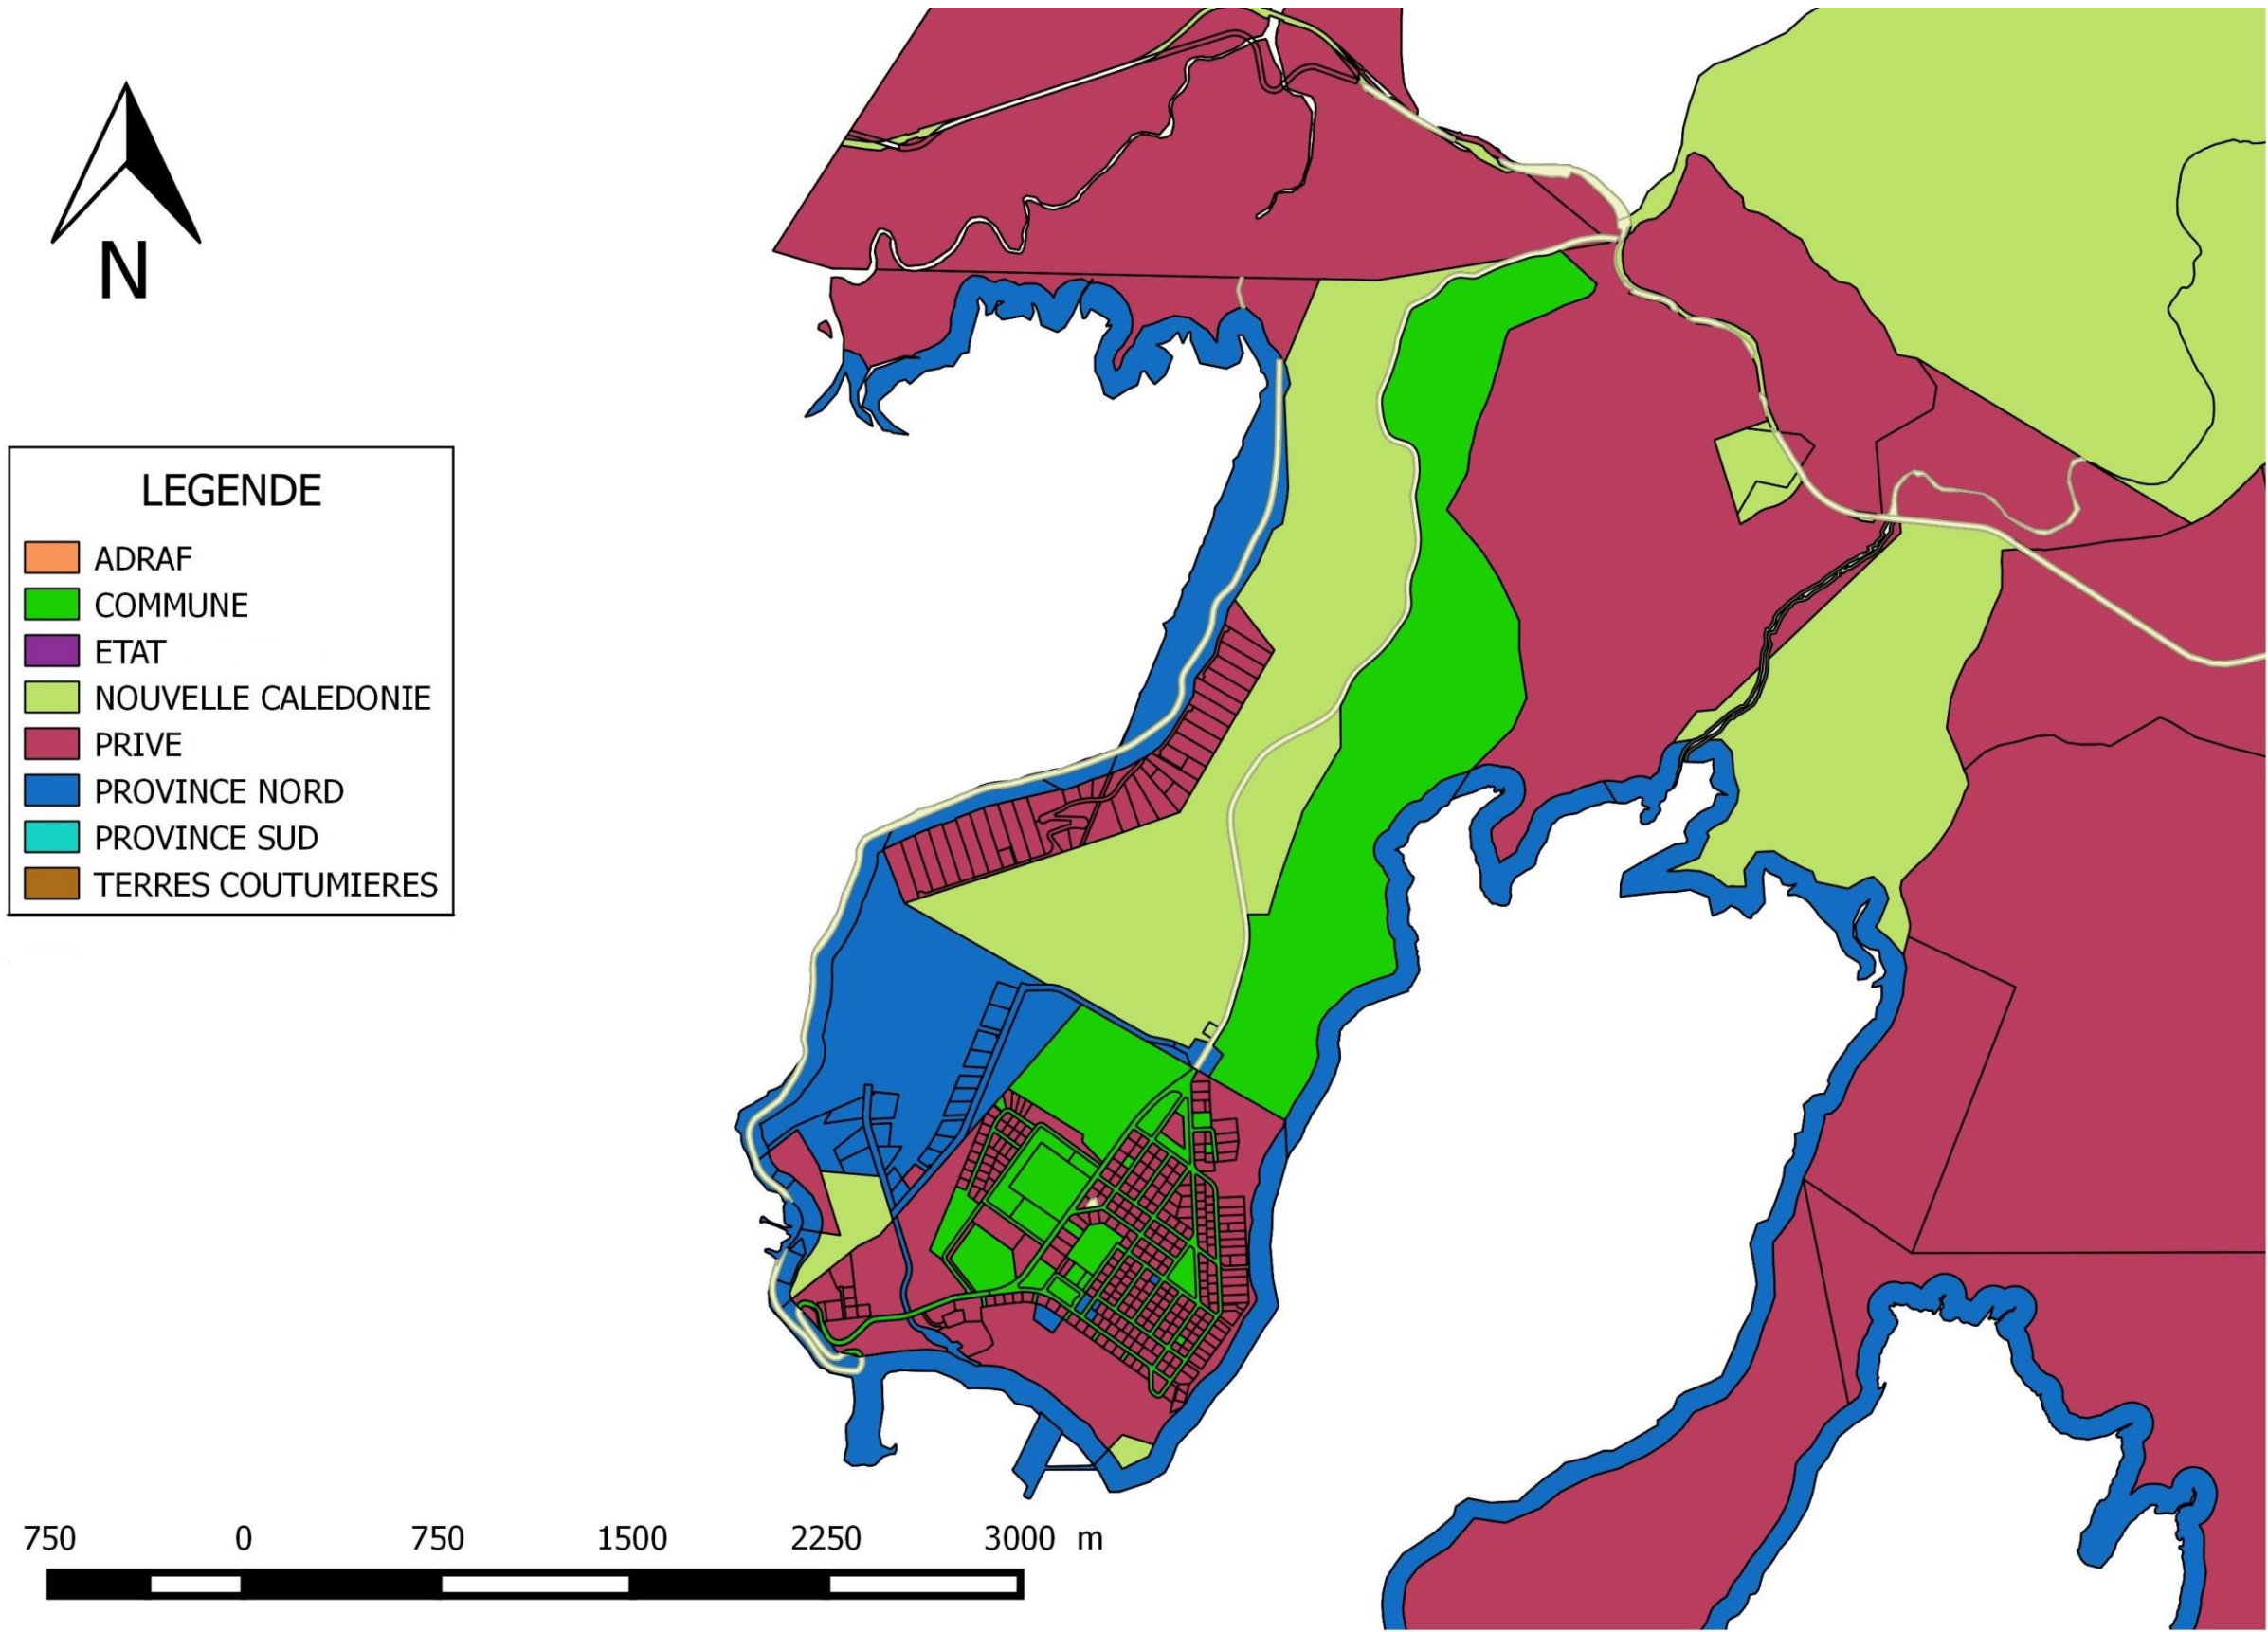 N
LEGENDE
ADRAF
COMMUNE
ETAT
NOUVELLE CALEDONIE
PRIVE
PROVINCE NORD
PROVINCE SUD
TERRES COUTUMIERES
750 0 750 1500 2250 3000 m